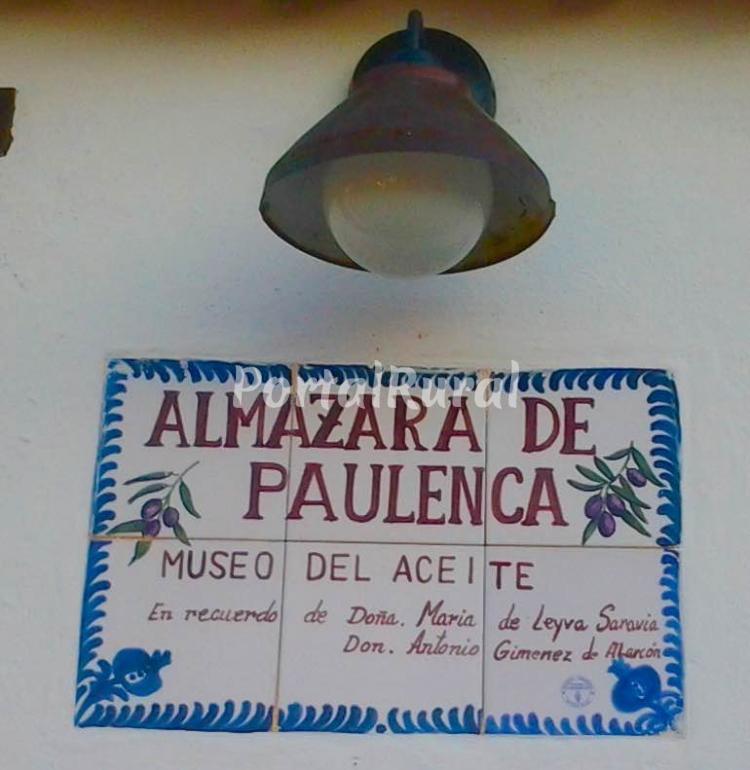 PortalRural
ALMAZARA DE
PAULENCA
MUSEO DEL ACEITE
En recuerdo de Doña. Maria de Leyva Saravia
Don. Antonio Gimenez de Alarcón